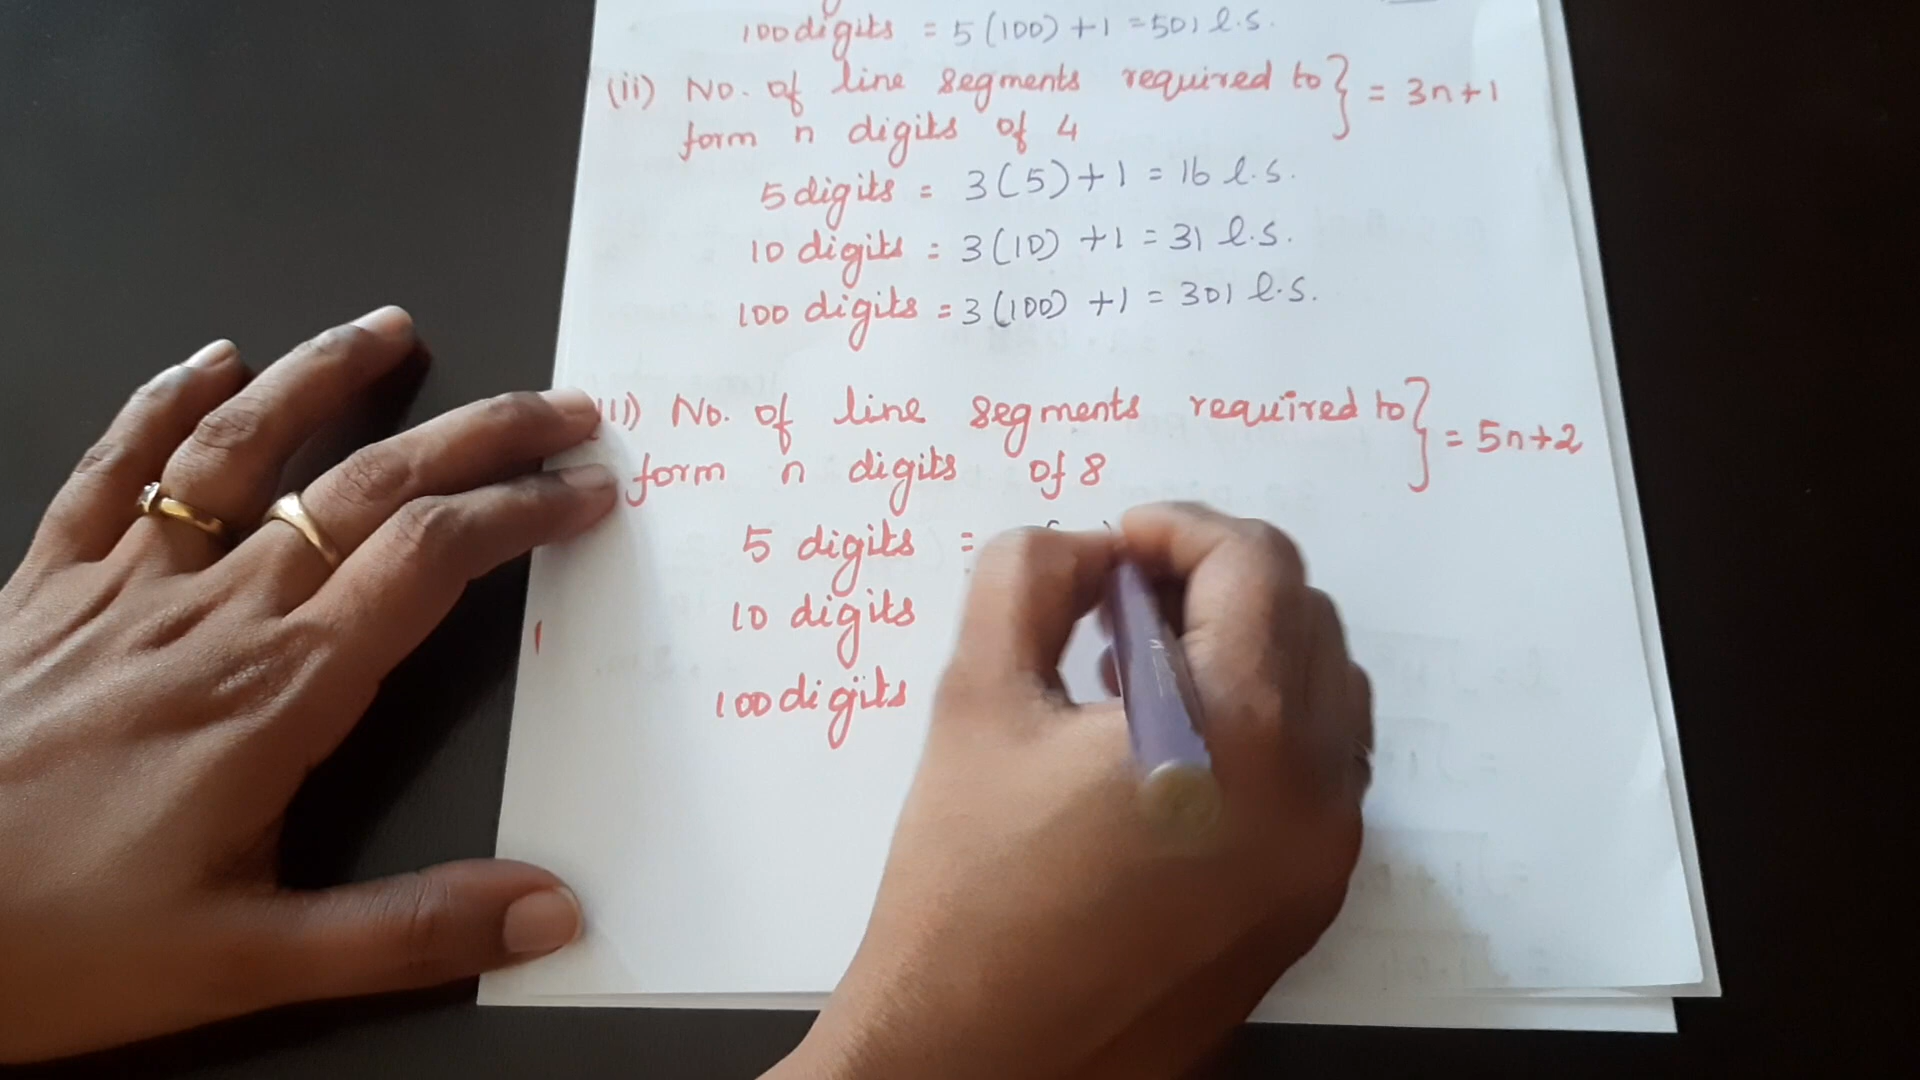 100 digits = 5(100)+1 = 501 l.s.
(ii) No. of line segments required to } = 3n+1
form n digits of 4
5 digits = 3(5)+1 = 16 l.s.
10 digits = 3(10)+1 = 31 l.s.
100 digits = 3(100)+1 = 301 l.s.
ii) No. of line segments required to } = 5n+2
form n digits of 8
5 digits =
10 digits
100 digits